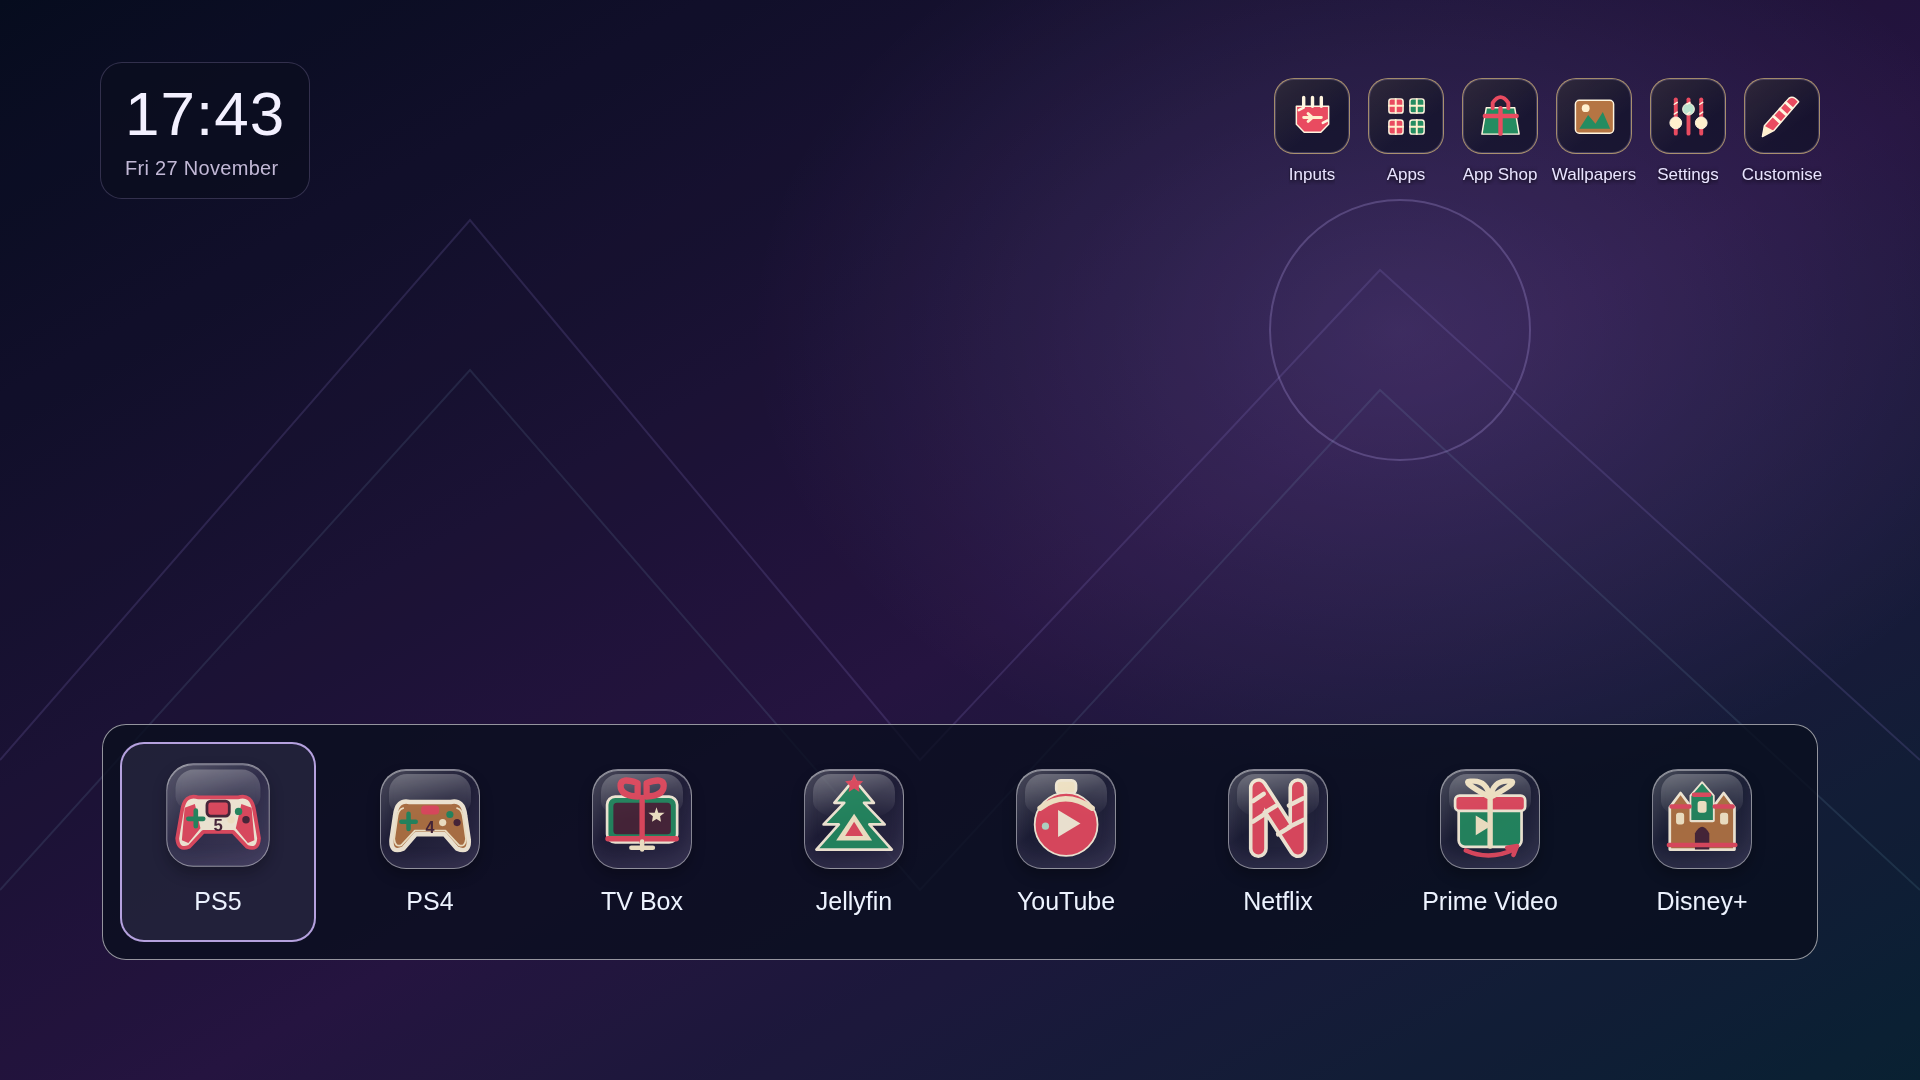 17:43
Fri 27 November
Inputs
Apps
App Shop
Wallpapers
Settings
Customise
5
PS5
4
PS4
TV Box
Jellyfin
YouTube
Netflix
Prime Video
Disney+